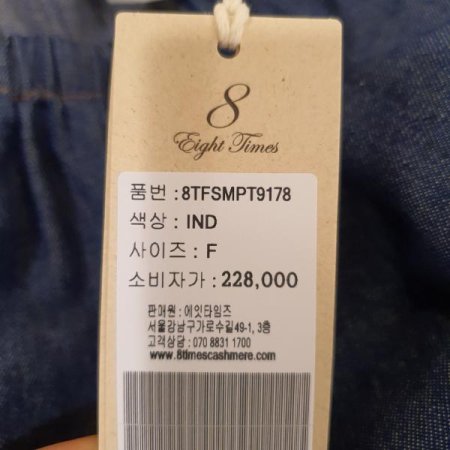 8
Eight Times
품번 : 8TFSMPT9178
색상 : IND
사이즈 : F
소비자가 : 228,000
판매원 : 에잇타임즈
서울강남구가로수길49-1, 3층
고객상담 : 070 8831 1700
www.8timescashmere.com